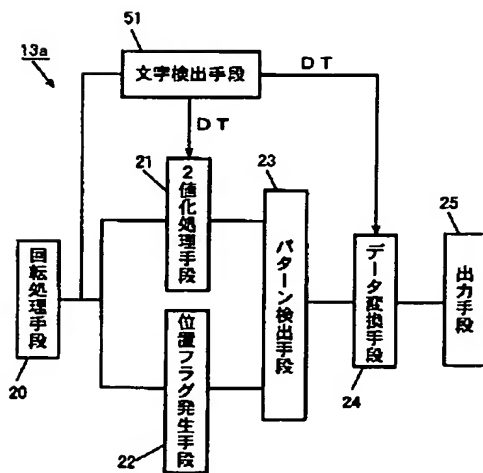 13a
51
文字検出手段
DT
DT
21
2値化処理手段
23
パターン検出手段
25
出力手段
回転処理手段
20
位置フラグ発生手段
22
データ変換手段
24